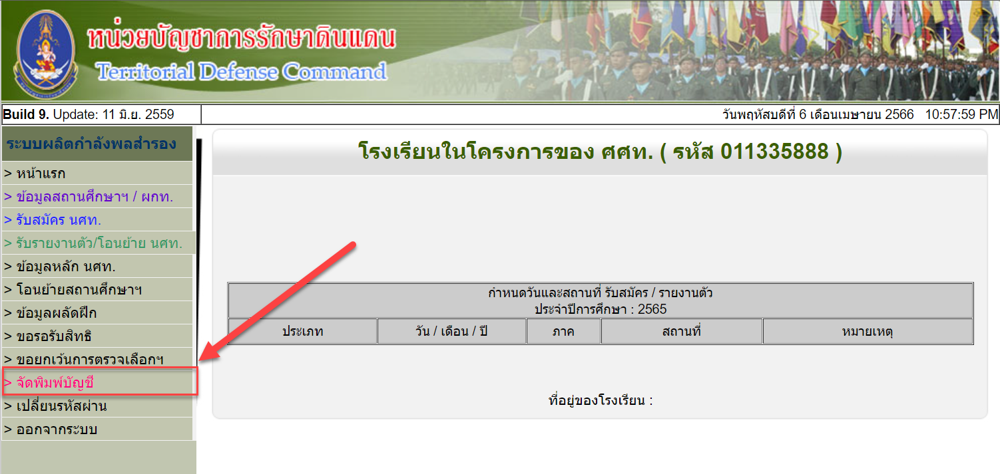 หน่วยบัญชาการรักษาดินแดน
Territorial Defense Command
Build 9. Update: 11 มิ.ย. 2559
วันพฤหัสบดีที่ 6 เดือนเมษายน 2566 10:57:59 PM
ระบบผลิตกำลังพลสำรอง
> หน้าแรก
> ข้อมูลสถานศึกษาฯ / ผกท.
> รับสมัคร นศท.
> รับรายงานตัว/โอนย้าย นศท.
> ข้อมูลหลัก นศท.
> โอนย้ายสถานศึกษาฯ
> ข้อมูลผลัดฝึก
> ขอรอรับสิทธิ
> ขอยกเว้นการตรวจเลือกฯ
> จัดพิมพ์บัญชี
> เปลี่ยนรหัสผ่าน
> ออกจากระบบ
โรงเรียนในโครงการของ ศศท. ( รหัส 011335888 )
กำหนดวันและสถานที่ รับสมัคร / รายงานตัว
ประจำปีการศึกษา : 2565
ประเภท วัน / เดือน / ปี ภาค สถานที่ หมายเหตุ
ที่อยู่ของโรงเรียน :